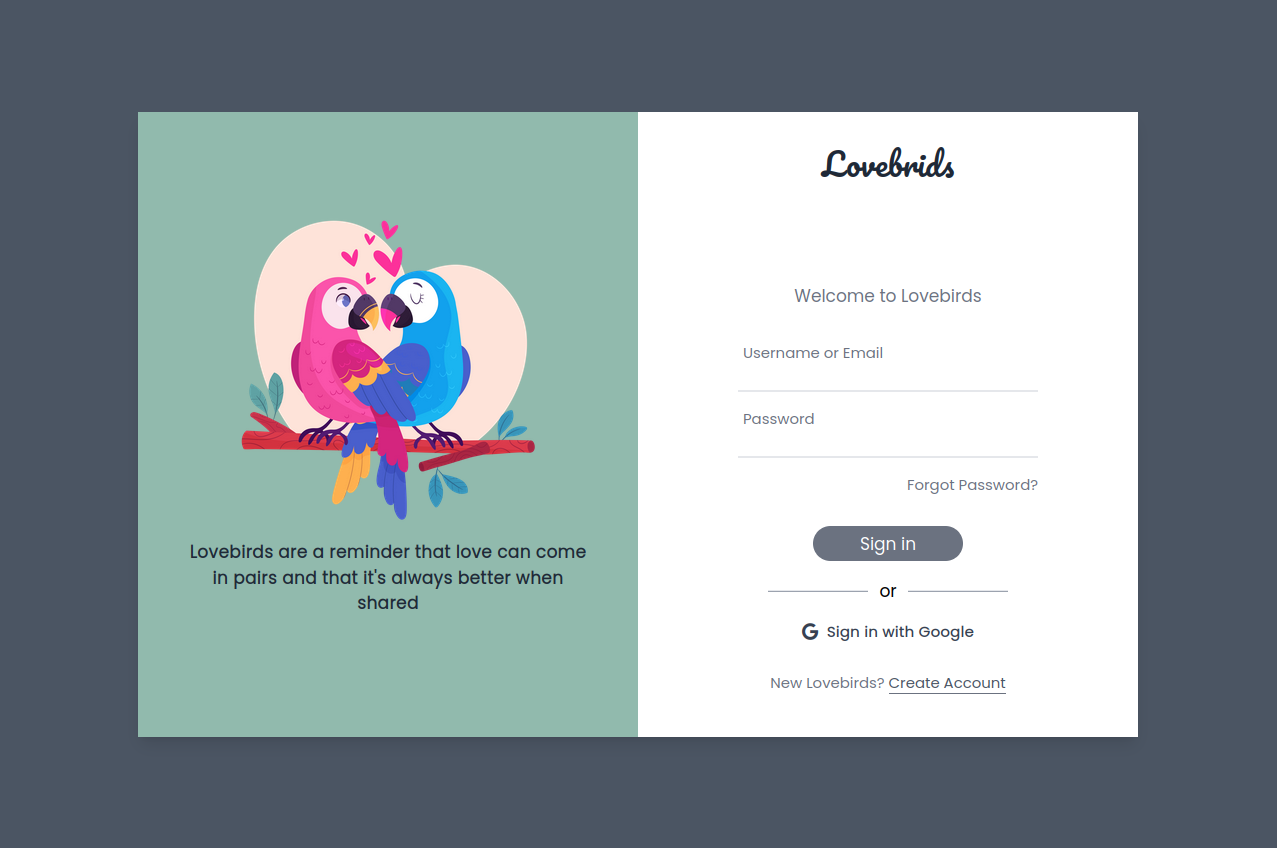 Lovebrids
Welcome to Lovebirds
Username or Email
Password
Forgot Password?
Sign in
or
Sign in with Google
New Lovebirds? Create Account
Lovebirds are a reminder that love can come
in pairs and that it's always better when
shared